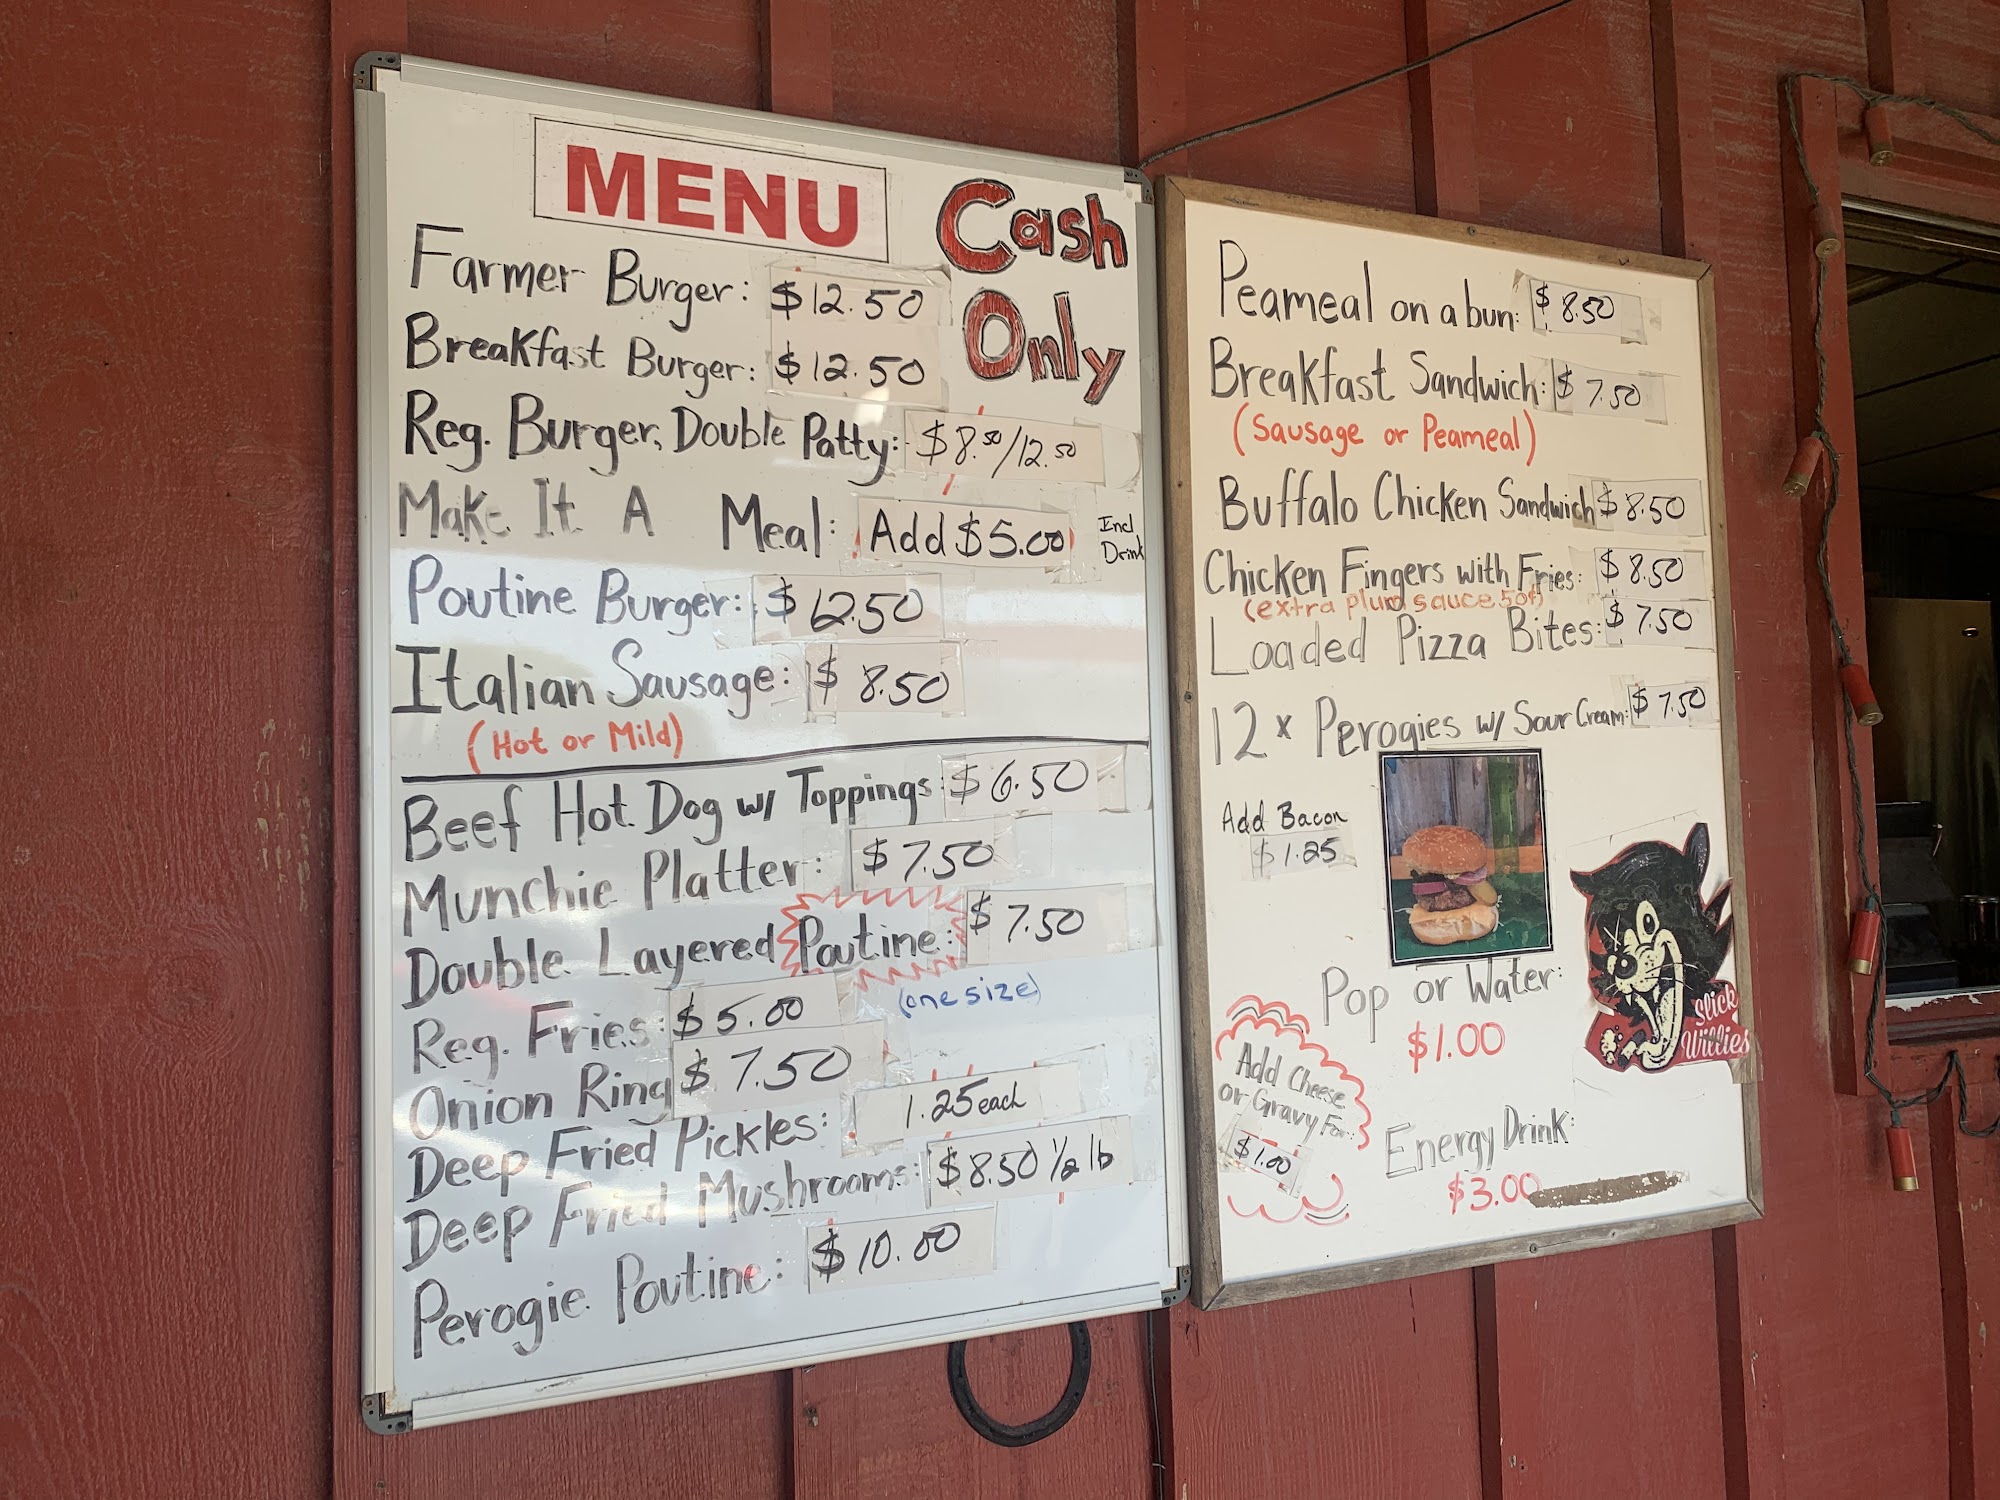 MENU
Cash
Only
Farmer Burger: $12.50
Breakfast Burger: $12.50
Reg. Burger, Double Patty: $8.50/12.50
Make It A Meal: Add $5.00 Incl Drink
Poutine Burger: $12.50
Italian Sausage: $8.50
(Hot or Mild)
Beef Hot Dog w/ Toppings: $6.50
Munchie Platter: $7.50
Double Layered Poutine: $7.50
(one size)
Reg. Fries: $5.00
Onion Ring $7.50
Deep Fried Pickles: 1.25 each
Deep Fried Mushrooms: $8.50 1/2 lb
Perogie Poutine: $10.00
Peameal on a bun: $8.50
Breakfast Sandwich: $7.50
(Sausage or Peameal)
Buffalo Chicken Sandwich $8.50
Chicken Fingers with Fries: $8.50
(extra plum sauce 50¢)
Loaded Pizza Bites: $7.50
12 x Perogies w/ Sour Cream: $7.50
Add Bacon
$1.25
Pop or Water:
$1.00
Slick
Willies
Add Cheese
or Gravy For:
$1.00
Energy Drink:
$3.00